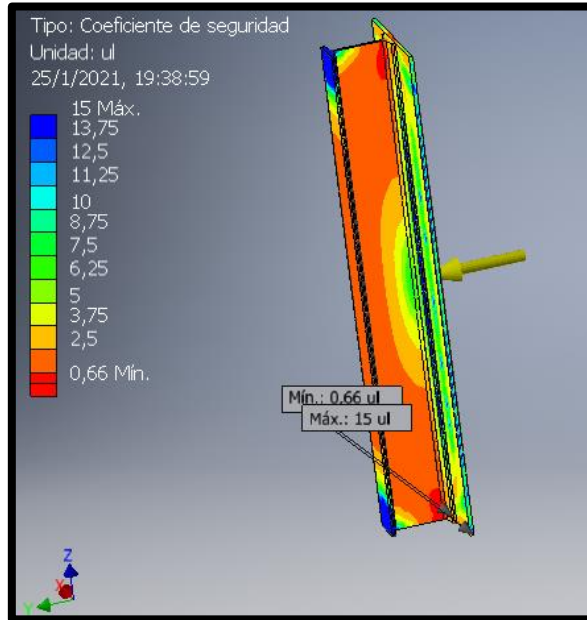 Tipo: Coeficiente de seguridad
Unidad: ul
25/1/2021, 19:38:59
15 Máx.
13,75
12,5
11,25
10
8,75
7,5
6,25
5
3,75
2,5
0,66 Mín.
Mín.: 0,66 ul
Máx.: 15 ul
Z
X
Y